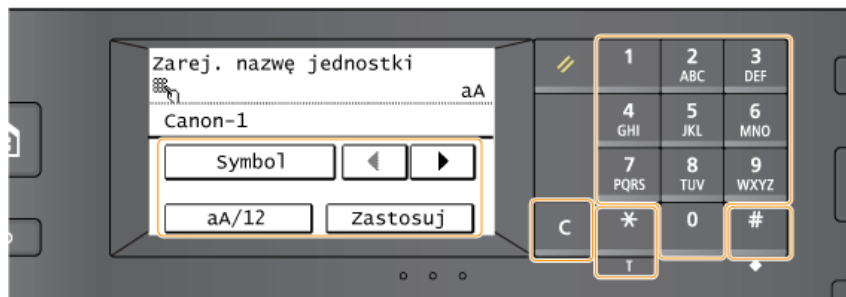 Zarej. nazwę jednostki
aA
Canon-1
Symbol
aA/12 Zastosuj
1 2 3
ABC DEF
4 5 6
GHI JKL MNO
7 8 9
PQRS TUV WXYZ
C * 0 #
T